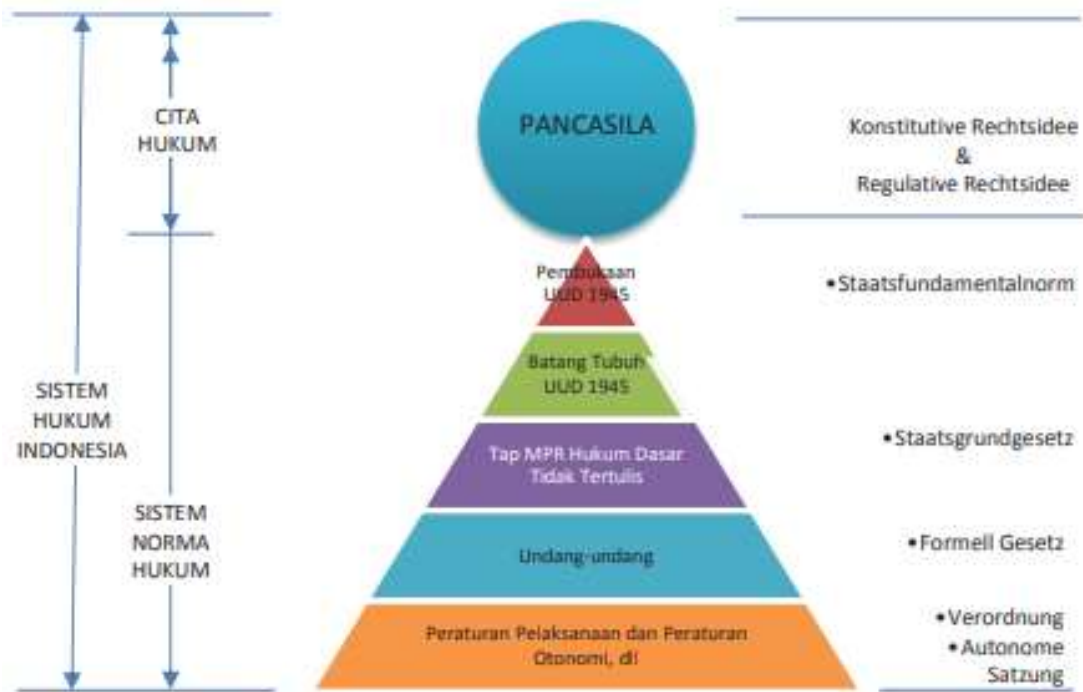 CITA
HUKUM
SISTEM
HUKUM
INDONESIA
SISTEM
NORMA
HUKUM
PANCASILA
Konstitutive Rechtsidee
&
Regulative Rechtsidee
Pembukaan
UUD 1945
•Staatsfundamentalnorm
Batang Tubuh
UUD 1945
Tap MPR Hukum Dasar
Tidak Tertulis
•Staatsgrundgesetz
Undang-undang
•Formell Gesetz
Peraturan Pelaksanaan dan Peraturan
Otonomi, dll
•Verordnung
•Autonome
Satzung